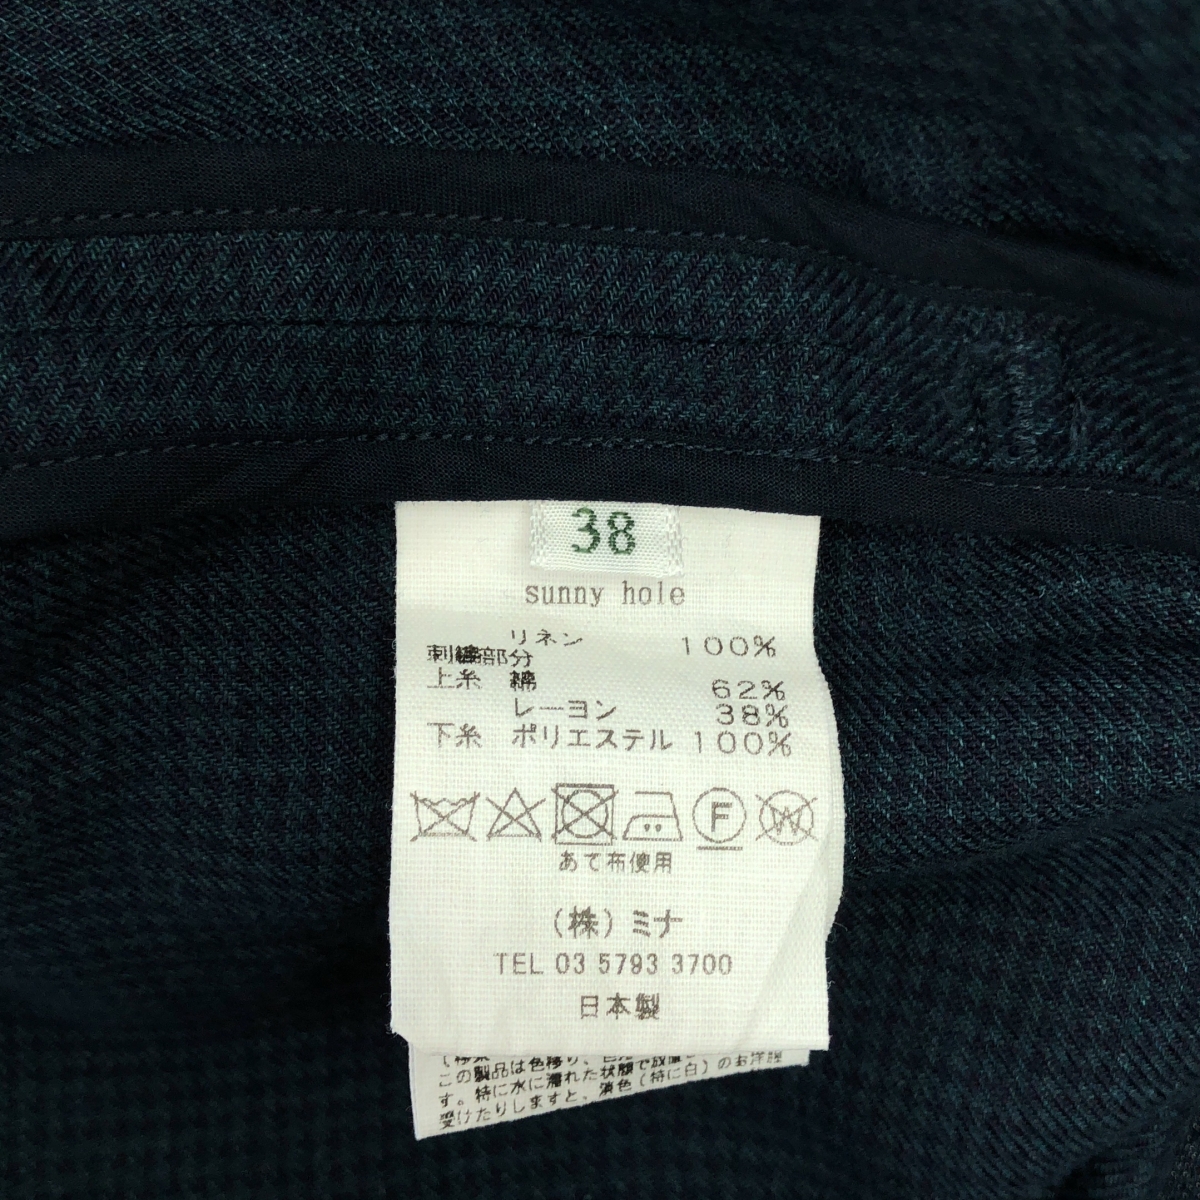 38
sunny hole
リネン 100%
刺繍部分
上糸 綿 62%
レーヨン 38%
下糸 ポリエステル 100%
F W
あて布使用
(株)ミナ
TEL 03 5793 3700
日本製
この製品は色移り、
す。特に水に濡れた状態で放置
受けたりしますと、淡色(特に白)のお洋服